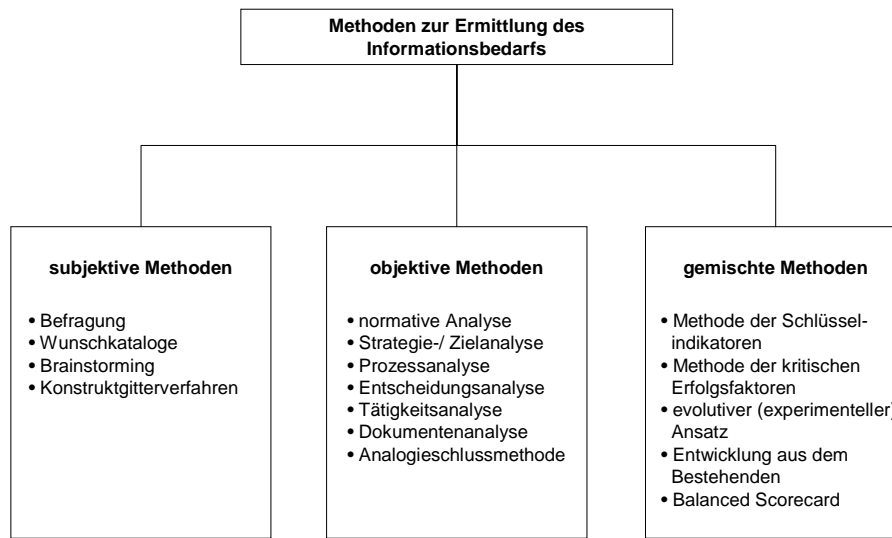 Methoden zur Ermittlung des
Informationsbedarfs
subjektive Methoden
• Befragung
• Wunschkataloge
• Brainstorming
• Konstruktgitterverfahren
objektive Methoden
• normative Analyse
• Strategie-/ Zielanalyse
• Prozessanalyse
• Entscheidungsanalyse
• Tätigkeitsanalyse
• Dokumentenanalyse
• Analogieschlussmethode
gemischte Methoden
• Methode der Schlüssel-
indikatoren
• Methode der kritischen
Erfolgsfaktoren
• evolutiver (experimenteller)
Ansatz
• Entwicklung aus dem
Bestehenden
• Balanced Scorecard